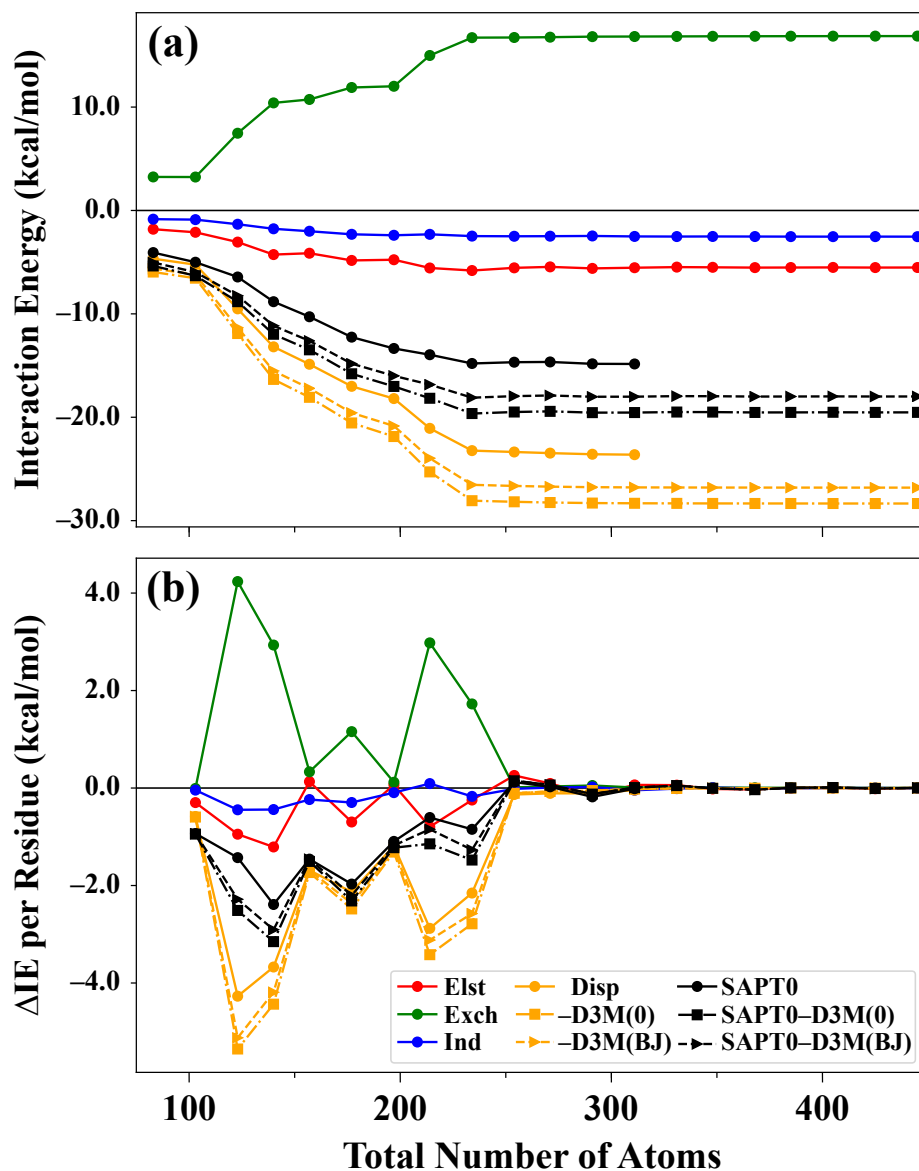 (a)
Interaction Energy (kcal/mol)
10.0
0.0
−10.0
−20.0
−30.0
(b)
ΔIE per Residue (kcal/mol)
4.0
2.0
0.0
−2.0
−4.0
Elst Disp SAPT0
Exch –D3M(0) SAPT0–D3M(0)
Ind –D3M(BJ) SAPT0–D3M(BJ)
100 200 300 400
Total Number of Atoms